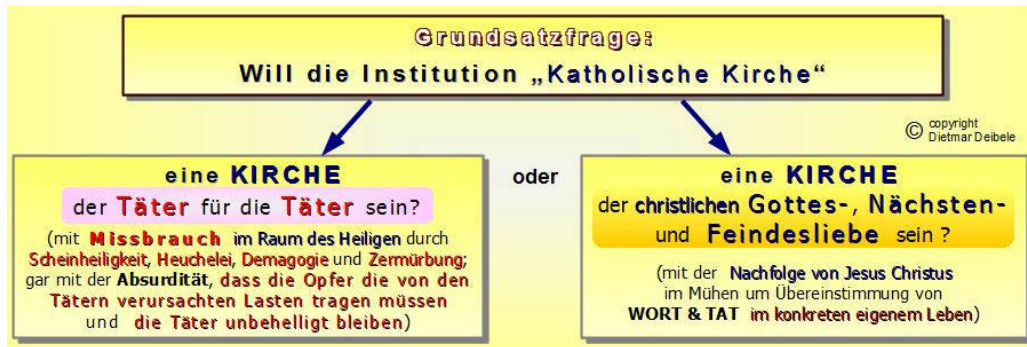 Grundsatzfrage:
Will die Institution „Katholische Kirche“
© copyright
Dietmar Deibele
eine KIRCHE
der Täter für die Täter sein?
(mit Missbrauch im Raum des Heiligen durch
Scheinheiligkeit, Heuchelei, Demagogie und Zermürbung;
gar mit der Absurdität, dass die Opfer die von den
Tätern verursachten Lasten tragen müssen
und die Täter unbehelligt bleiben)
oder
eine KIRCHE
der christlichen Gottes-, Nächsten-
und Feindesliebe sein ?
(mit der Nachfolge von Jesus Christus
im Mühen um Übereinstimmung von
WORT & TAT im konkreten eigenem Leben)